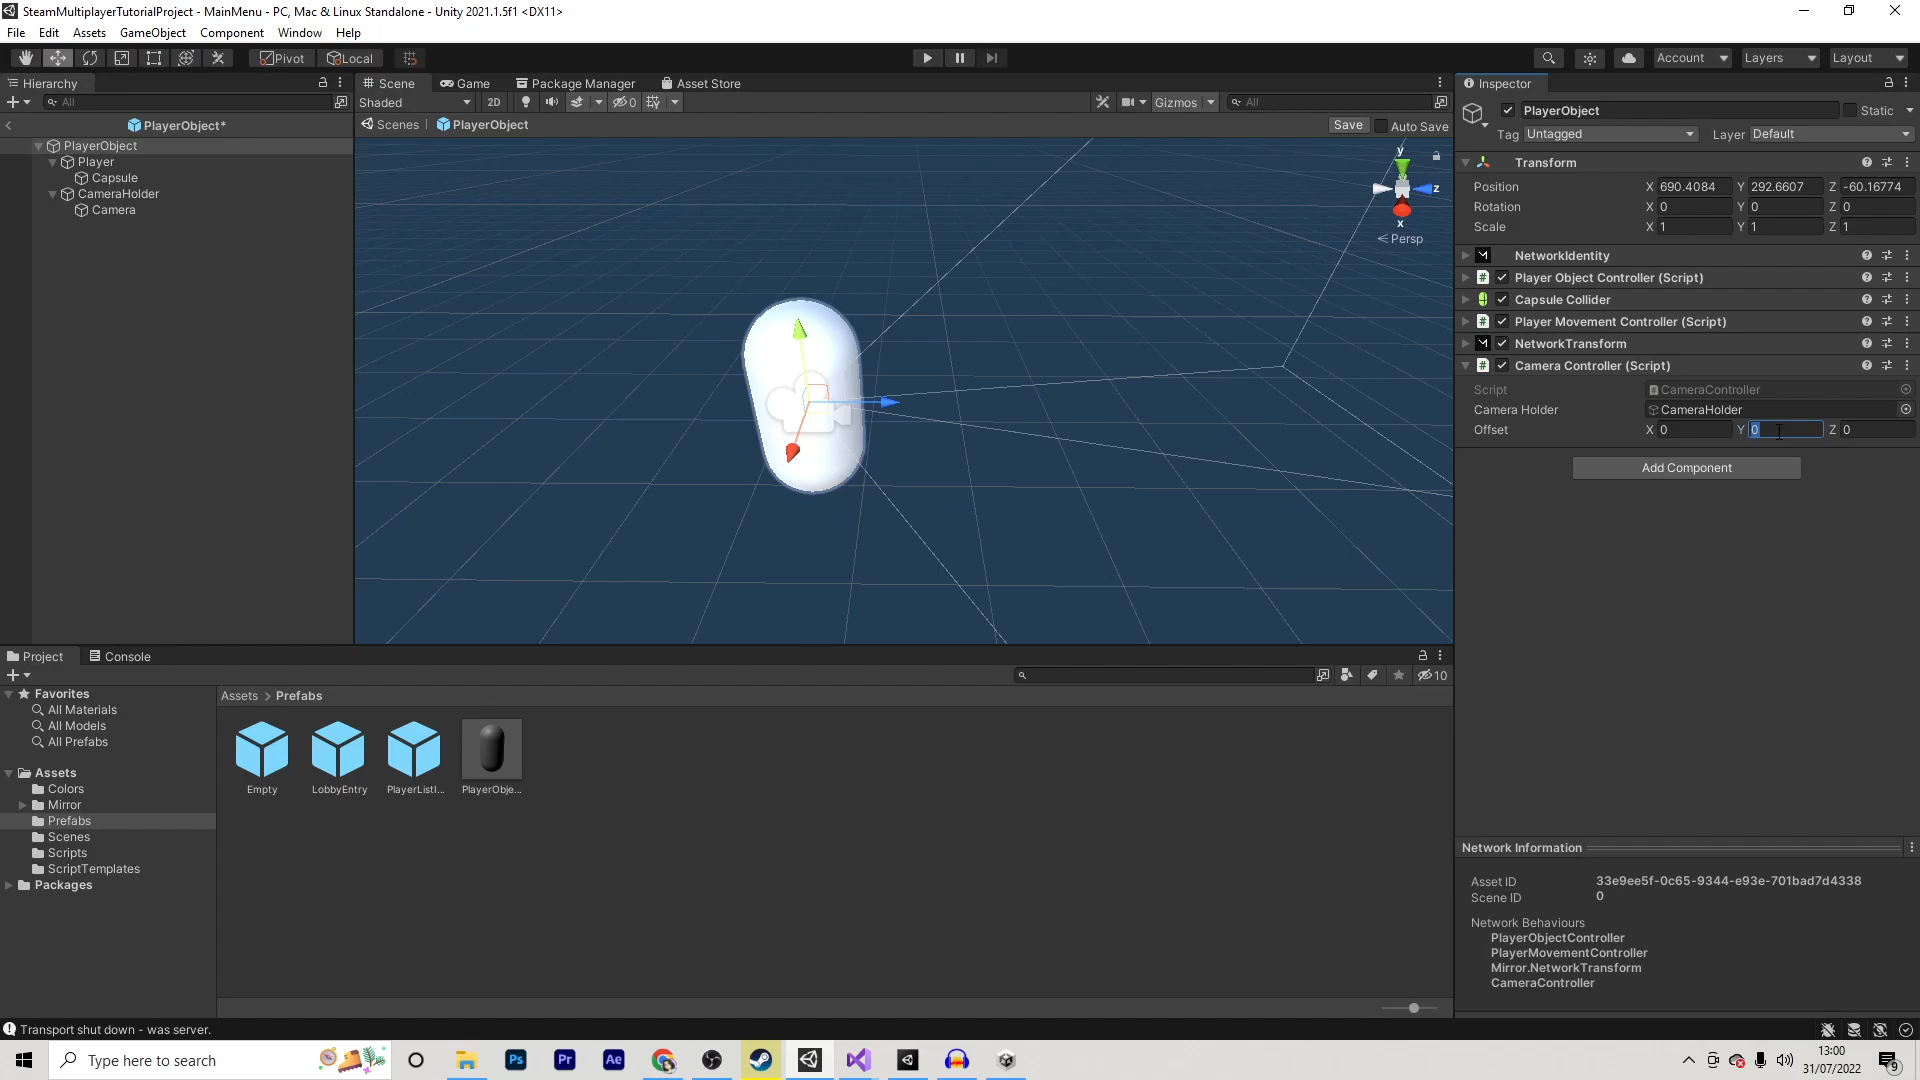 SteamMultiplayerTutorialProject - MainMenu - PC, Mac & Linux Standalone - Unity 2021.1.5f1 <DX11>
File Edit Assets GameObject Component Window Help
Pivot Local Account Layers Layout
Hierarchy Scene Game Package Manager Asset Store Inspector
All Shaded 2D 0 Gizmos All
PlayerObject* Scenes PlayerObject Save Auto Save
PlayerObject Static
Tag Untagged Layer Default
PlayerObject
Player
Capsule
CameraHolder
Camera
y
z
x
Persp
Transform
Position X 690.4084 Y 292.6607 Z -60.16774
Rotation X 0 Y 0 Z 0
Scale X 1 Y 1 Z 1
NetworkIdentity
Player Object Controller (Script)
Capsule Collider
Player Movement Controller (Script)
NetworkTransform
Camera Controller (Script)
Script CameraController
Camera Holder CameraHolder
Offset X 0 Y 0 Z 0
Add Component
Project Console
10
Favorites
All Materials
All Models
All Prefabs
Assets
Colors
Mirror
Prefabs
Scenes
Scripts
ScriptTemplates
Packages
Assets > Prefabs
Empty LobbyEntry PlayerListI... PlayerObje...
Network Information
Asset ID 33e9ee5f-0c65-9344-e93e-701bad7d4338
Scene ID 0
Network Behaviours
PlayerObjectController
PlayerMovementController
Mirror.NetworkTransform
CameraController
Transport shut down - was server.
Type here to search
Ps Pr Ae
13:00
31/07/2022
9